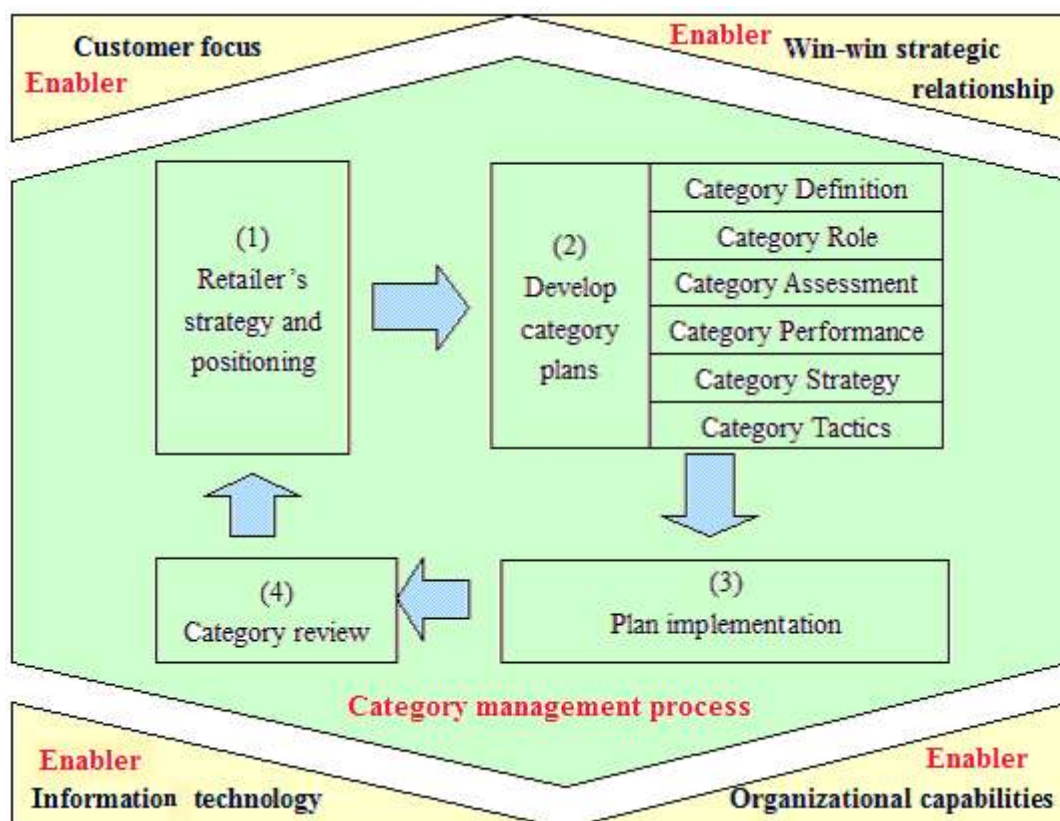 Customer focus
Enabler
Enabler
Win-win strategic
relationship
(1)
Retailer's
strategy and
positioning
(2)
Develop
category
plans
Category Definition
Category Role
Category Assessment
Category Performance
Category Strategy
Category Tactics
(3)
Plan implementation
(4)
Category review
Category management process
Enabler
Information technology
Enabler
Organizational capabilities